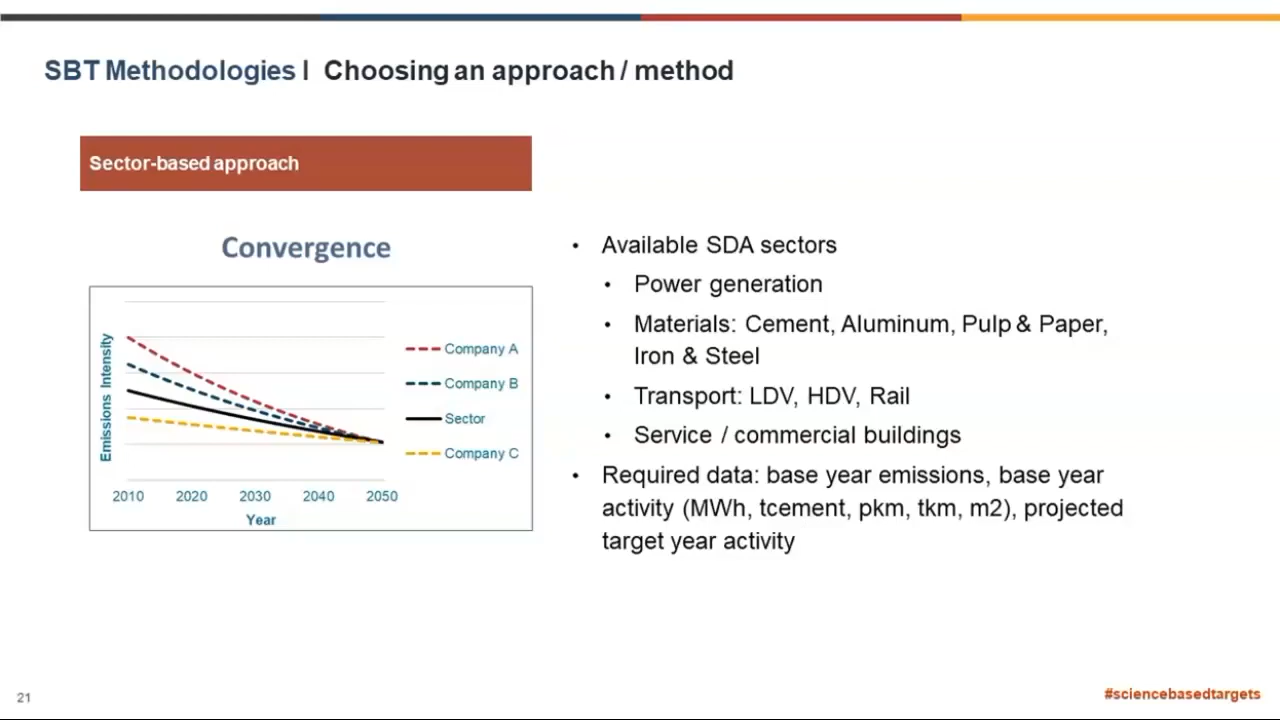 SBT Methodologies I Choosing an approach / method
Sector-based approach
Convergence
Emissions Intensity
Company A
Company B
Sector
Company C
2010 2020 2030 2040 2050
Year
• Available SDA sectors
• Power generation
• Materials: Cement, Aluminum, Pulp & Paper,
Iron & Steel
• Transport: LDV, HDV, Rail
• Service / commercial buildings
• Required data: base year emissions, base year
activity (MWh, tcement, pkm, tkm, m2), projected
target year activity
21
#sciencebasedtargets